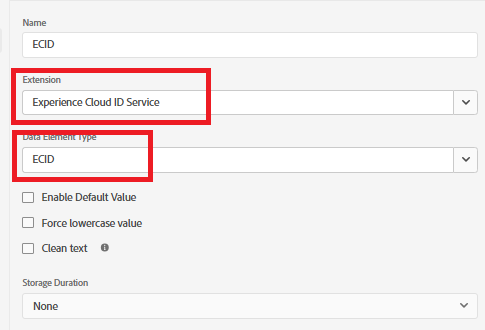 Name
ECID
Extension
Experience Cloud ID Service
Data Element Type
ECID
Enable Default Value
Force lowercase value
Clean text
Storage Duration
None